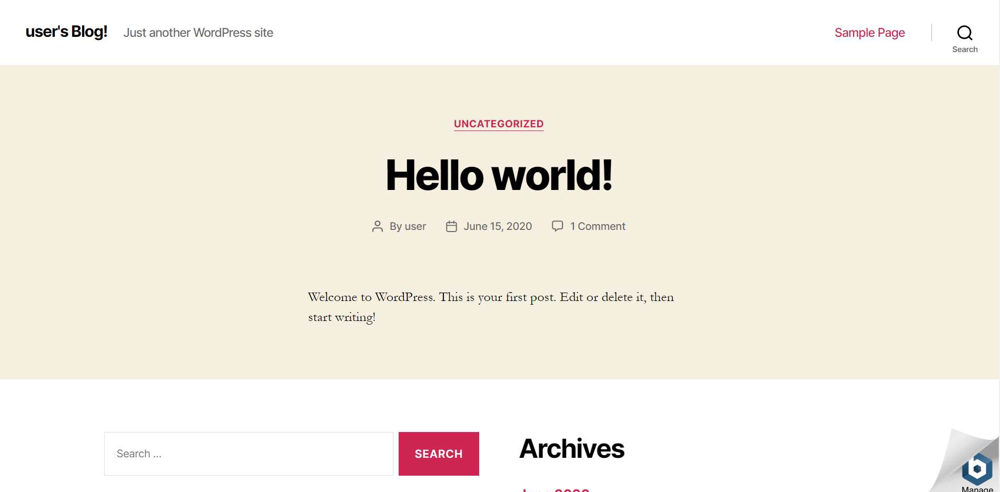 user's Blog! Just another WordPress site Sample Page
Search
UNCATEGORIZED
Hello world!
By user June 15, 2020 1 Comment
Welcome to WordPress. This is your first post. Edit or delete it, then
start writing!
Search ... SEARCH Archives
June 2020
Manage